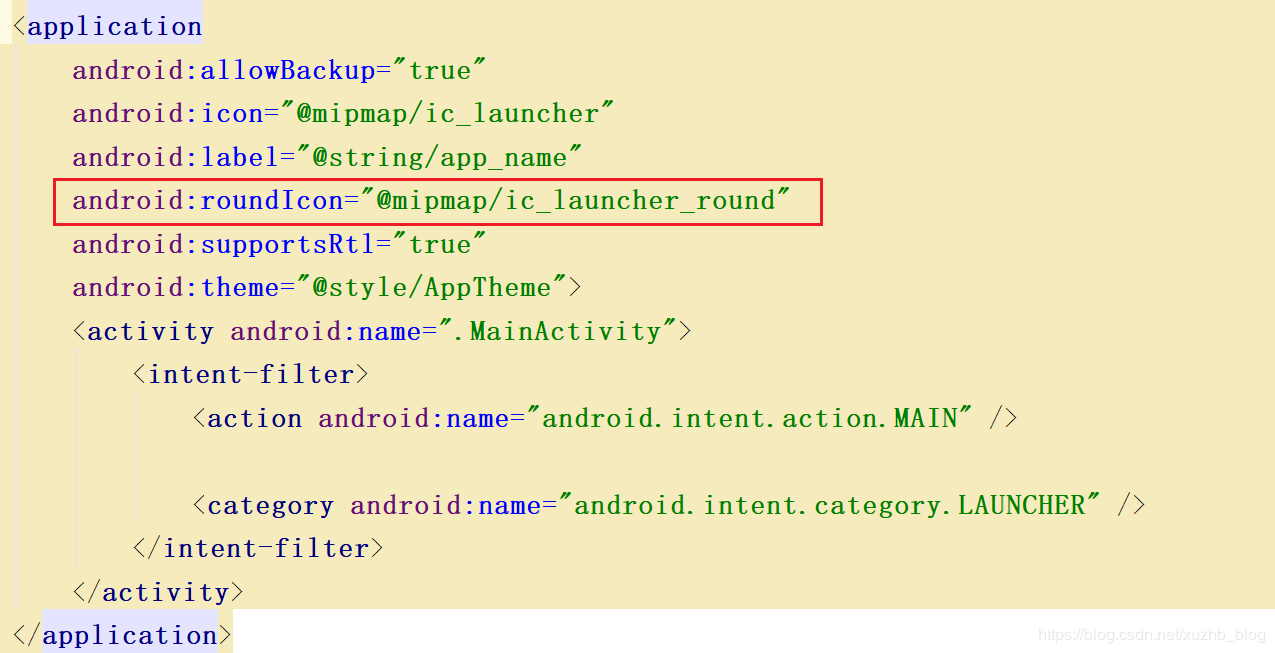 <application
android:allowBackup="true"
android:icon="@mipmap/ic_launcher"
android:label="@string/app_name"
android:roundIcon="@mipmap/ic_launcher_round"
android:supportsRtl="true"
android:theme="@style/AppTheme">
<activity android:name=".MainActivity">
<intent-filter>
<action android:name="android.intent.action.MAIN" />
<category android:name="android.intent.category.LAUNCHER" />
</intent-filter>
</activity>
</application>
https://blog.csdn.net/xuzhb_blog